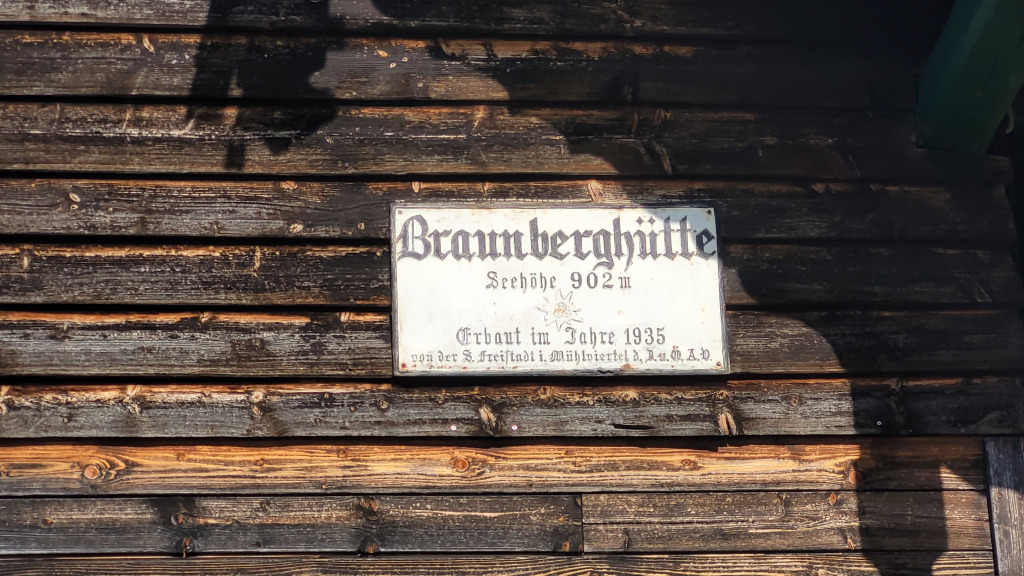 Braunberghütte
Seehöhe 902 m
Erbaut im Jahre 1935
von der S. Freistadt i. Mühlviertel d. D. u. Ö. A. V.